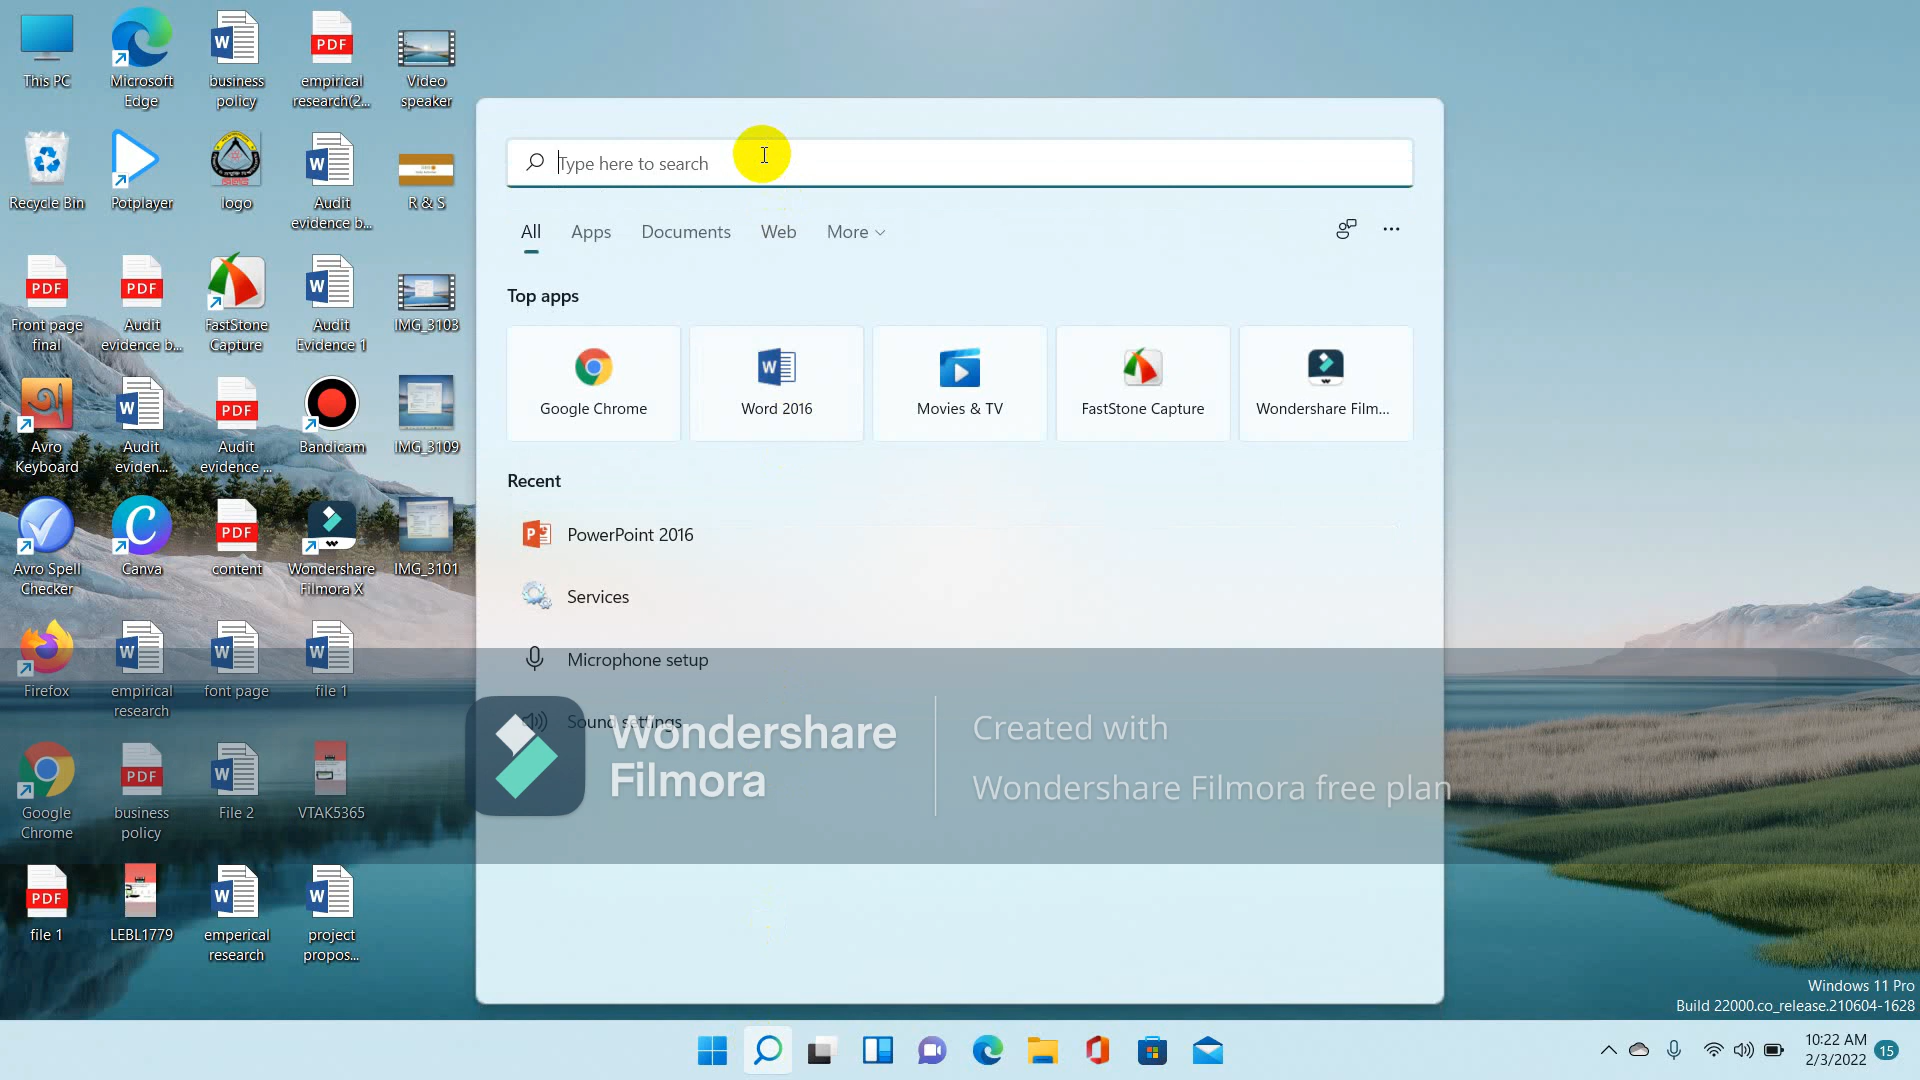 This PC
Microsoft
Edge
business
policy
empirical
research(2...
Video
speaker
Recycle Bin
Potplayer
logo
Audit
evidence b...
R & S
Front page
final
Audit
evidence b...
FastStone
Capture
Audit
Evidence 1
IMG_3103
Avro
Keyboard
Audit
eviden...
Audit
evidence ...
Bandicam
IMG_3109
Avro Spell
Checker
Canva
content
Wondershare
Filmora X
IMG_3101
Firefox
empirical
research
font page
file 1
Google
Chrome
business
policy
File 2
VTAK5365
file 1
LEBL1779
emperical
research
project
propos...
Type here to search
All
Apps
Documents
Web
More
Top apps
Google Chrome
Word 2016
Movies & TV
FastStone Capture
Wondershare Film...
Recent
PowerPoint 2016
Services
Microphone setup
Sound settings
Wondershare
Filmora
Created with
Wondershare Filmora free plan
Windows 11 Pro
Build 22000.co_release.210604-1628
10:22 AM
2/3/2022
15